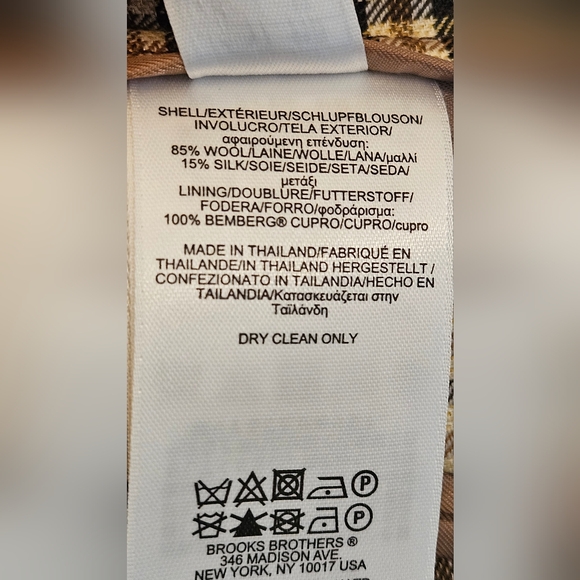 SHELL/EXTÉRIEUR/SCHLUPFBLOUSON/
INVOLUCRO/TELA EXTERIOR/
αφαιρούμενη επένδυση:
85% WOOL/LAINE/WOLLE/LANA/μαλλί
15% SILK/SOIE/SEIDE/SETA/SEDA/
μετάξι
LINING/DOUBLURE/FUTTERSTOFF/
FODERA/FORRO/φοδράρισμα:
100% BEMBERG® CUPRO/CUPRO/cupro
MADE IN THAILAND/FABRIQUÉ EN
THAILANDE/IN THAILAND HERGESTELLT /
CONFEZIONATO IN TAILANDIA/HECHO EN
TAILANDIA/Κατασκευάζεται στην
Ταϊλάνδη
DRY CLEAN ONLY
P
P
BROOKS BROTHERS ®
346 MADISON AVE.
NEW YORK, NY 10017 USA